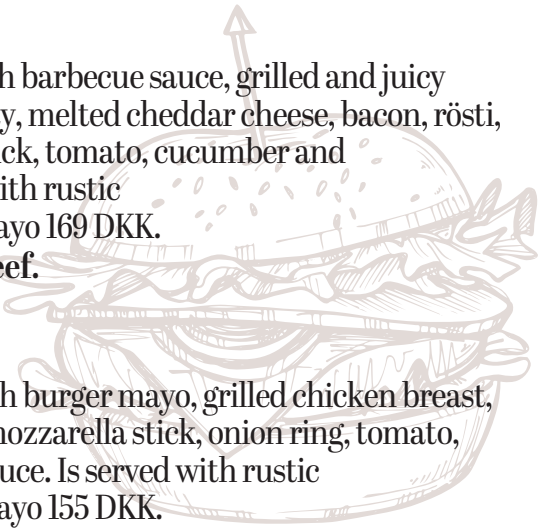 h barbecue sauce, grilled and juicy
y, melted cheddar cheese, bacon, rösti,
ck, tomato, cucumber and
ith rustic
ayo 169 DKK.
eef.
h burger mayo, grilled chicken breast,
mozzarella stick, onion ring, tomato,
uce. Is served with rustic
ayo 155 DKK.